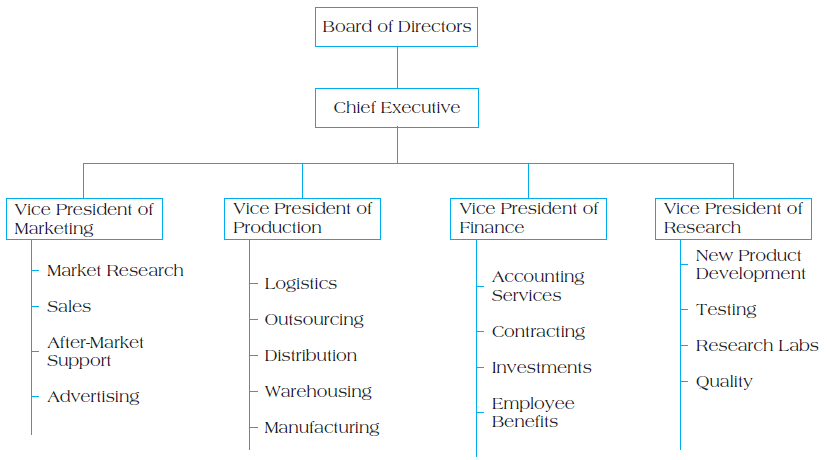 Board of Directors
Chief Executive
Vice President of
Marketing
Market Research
Sales
After-Market
Support
Advertising
Vice President of
Production
Logistics
Outsourcing
Distribution
Warehousing
Manufacturing
Vice President of
Finance
Accounting
Services
Contracting
Investments
Employee
Benefits
Vice President of
Research
New Product
Development
Testing
Research Labs
Quality